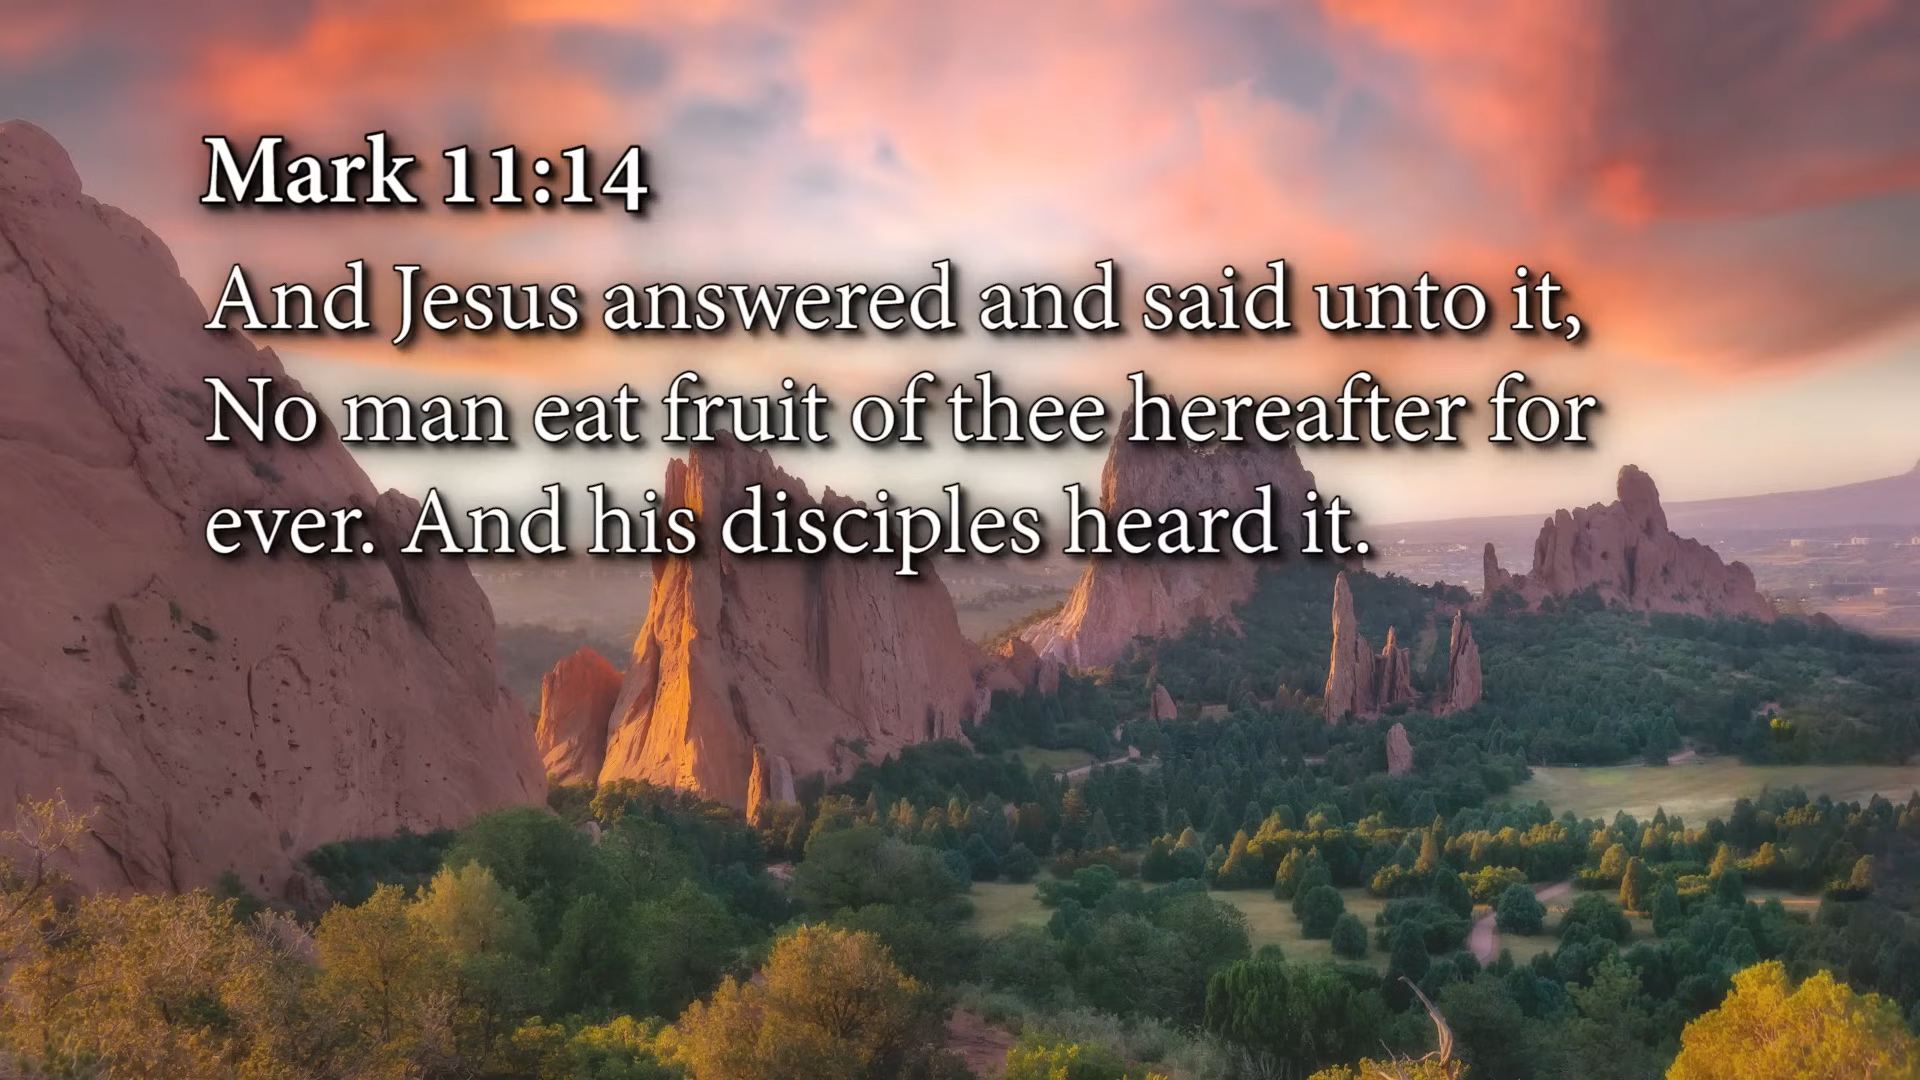 Mark 11:14
And Jesus answered and said unto it,
No man eat fruit of thee hereafter for
ever. And his disciples heard it.